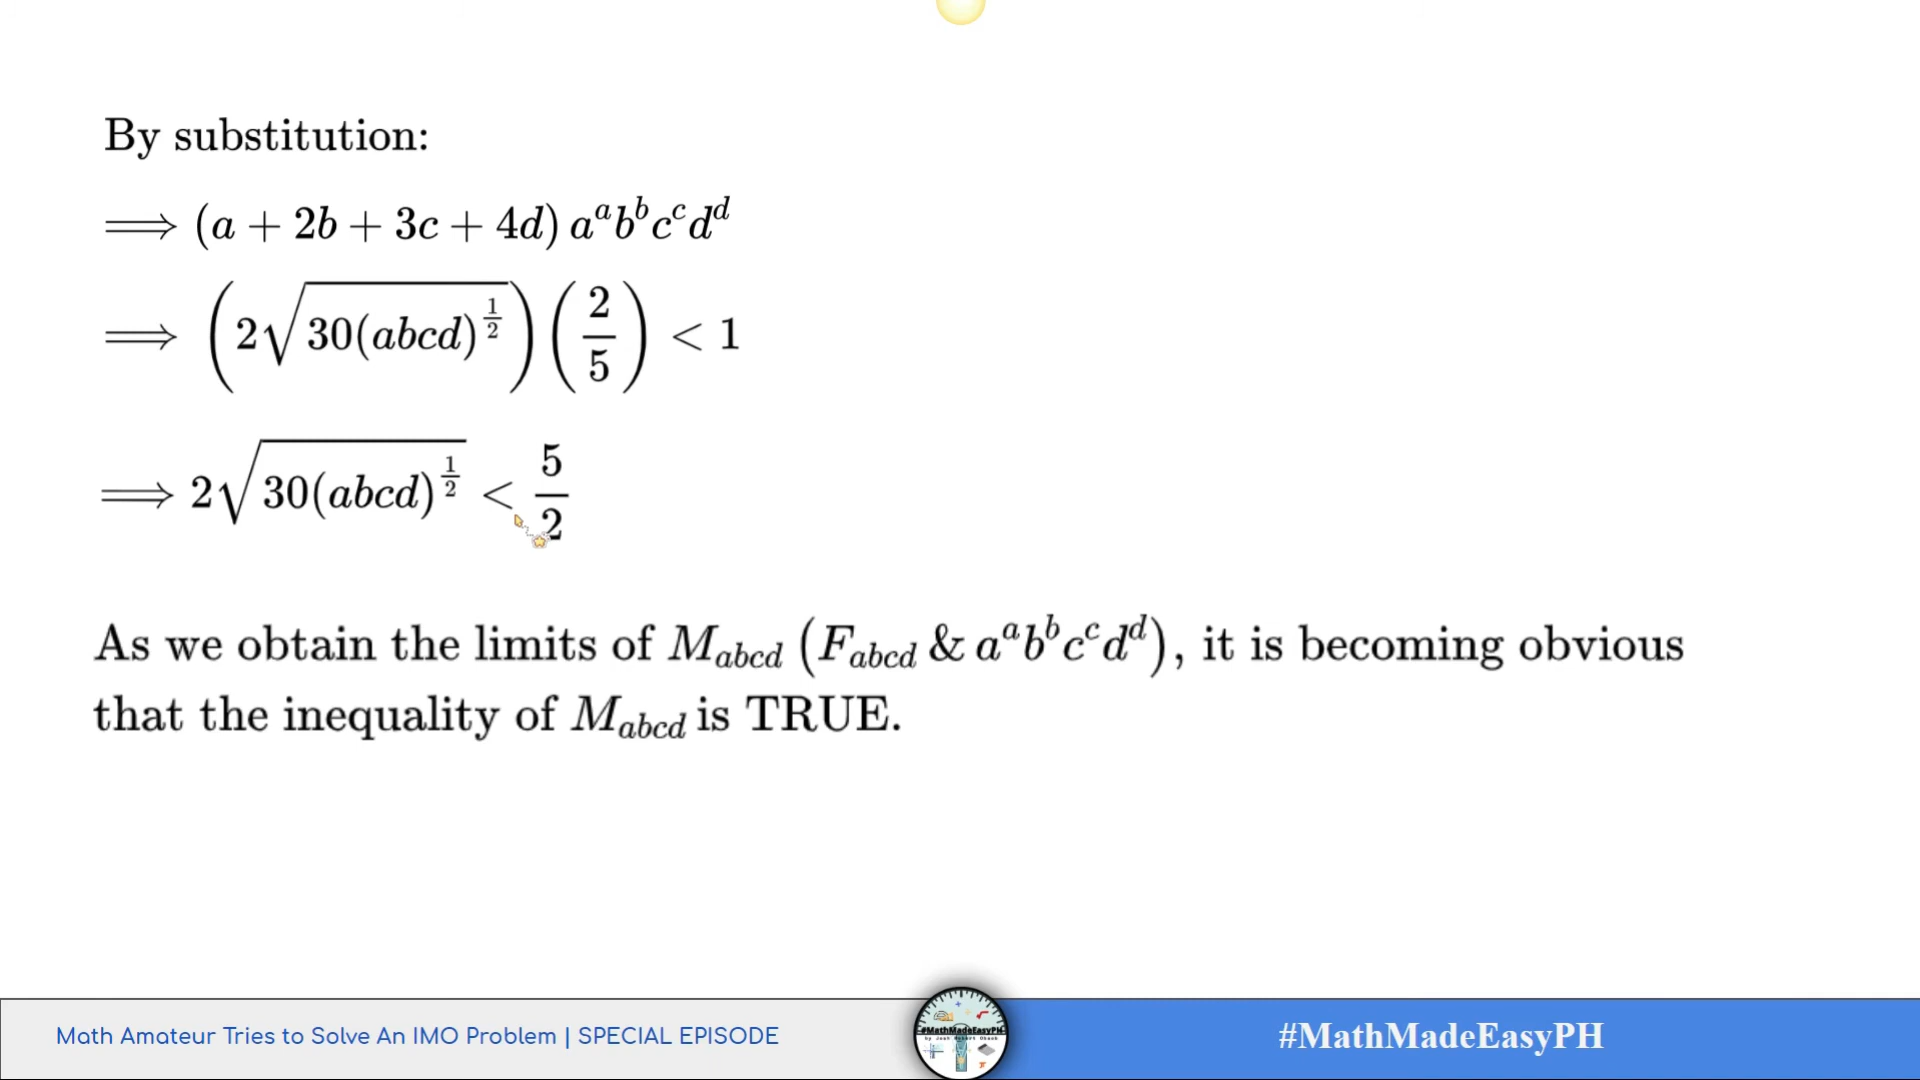 By substitution:
⟹ (a + 2b + 3c + 4d) a^a b^b c^c d^d
⟹ (2√(30(abcd)^(1/2))) (2/5) < 1
⟹ 2√(30(abcd)^(1/2)) < 5/2
As we obtain the limits of M_abcd (F_abcd & a^a b^b c^c d^d), it is becoming obvious
that the inequality of M_abcd is TRUE.
#MathMadeEasyPH
Math Amateur Tries to Solve An IMO Problem | SPECIAL EPISODE
#MathMadeEasyPH